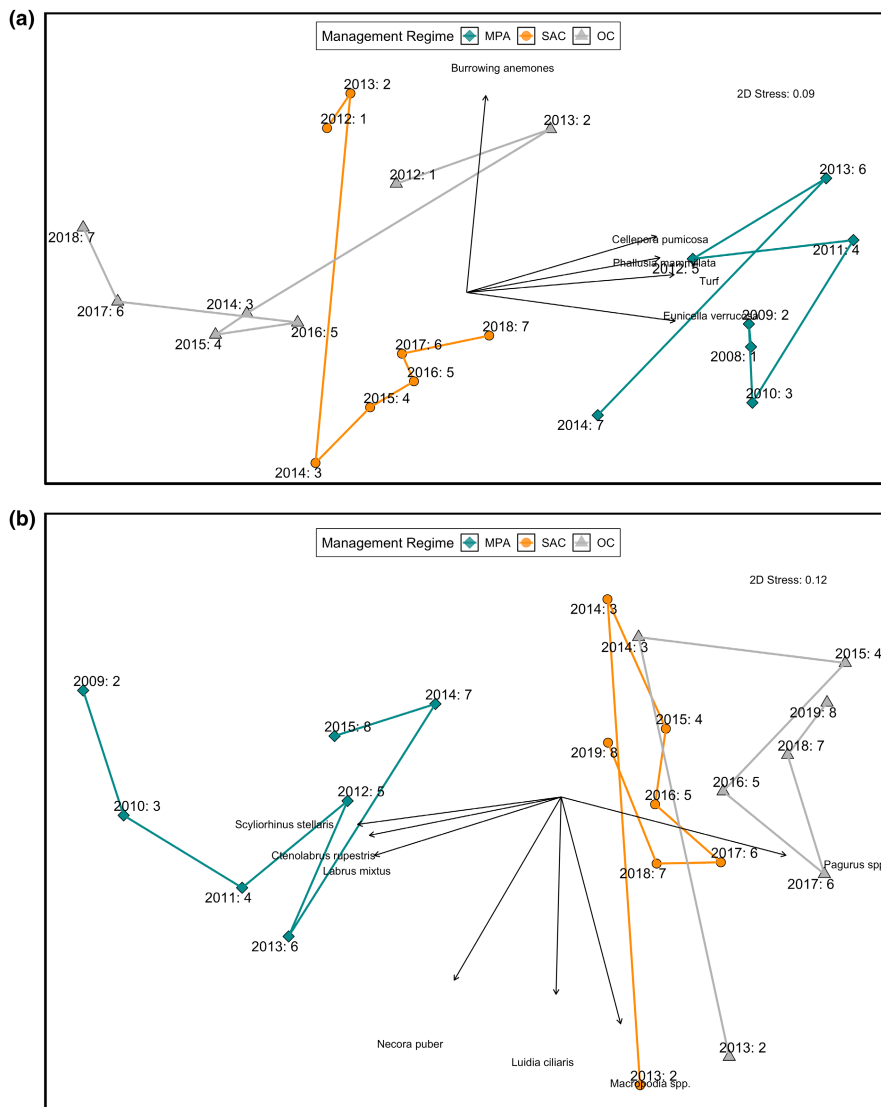 (a)
Management Regime MPA SAC OC
Burrowing anemones
2013: 2
2D Stress: 0.09
2012: 1
2013: 2
2012: 1
2013: 6
2018: 7
Cellepora pumicosa
2011: 4
Phallusia mammillata
2012: 5
Turf
2017: 6
2014: 3
2016: 5
2015: 4
Eunicella verrucosa
2009: 2
2018: 7
2017: 6
2008: 1
2016: 5
2015: 4
2010: 3
2014: 7
2014: 3
(b)
Management Regime MPA SAC OC
2D Stress: 0.12
2014: 3
2014: 3
2015: 4
2009: 2
2014: 7
2019: 8
2015: 4
2015: 8
2019: 8
2018: 7
2012: 5
2016: 5
2016: 5
2010: 3
Scyliorhinus stellaris
Ctenolabrus rupestris
Labrus mixtus
2017: 6
Pagurus spp
2018: 7
2017: 6
2011: 4
2013: 6
Necora puber
2013: 2
Luidia ciliaris
2013: 2
Macropodia spp.